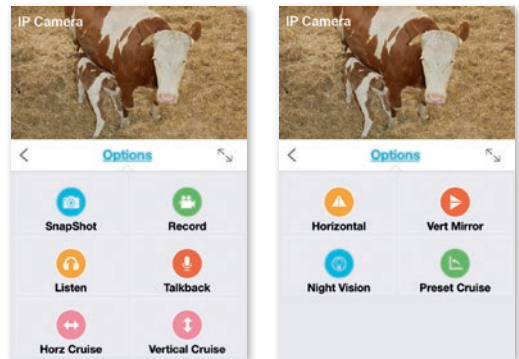 IP Camera
Options
SnapShot
Record
Listen
Talkback
Horz Cruise
Vertical Cruise
IP Camera
Options
Horizontal
Vert Mirror
Night Vision
Preset Cruise